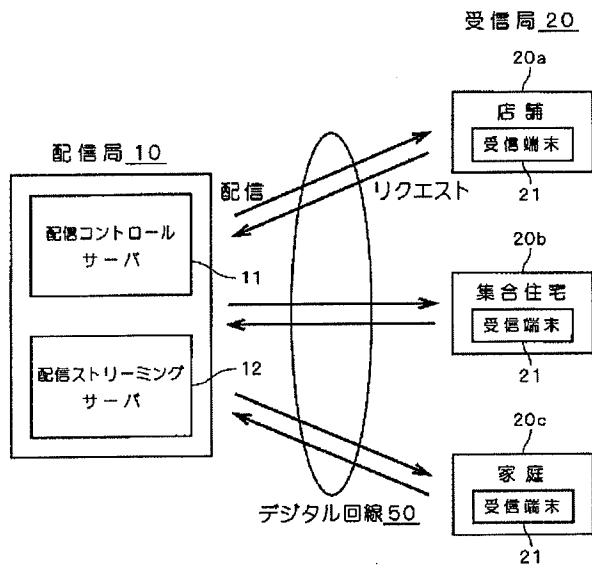 受信局 20
20a
店舗
受信端末
21
配信局 10
配信
リクエスト
配信コントロール
サーバ
11
20b
集合住宅
受信端末
21
配信ストリーミング
サーバ
12
20c
家庭
受信端末
21
デジタル回線 50